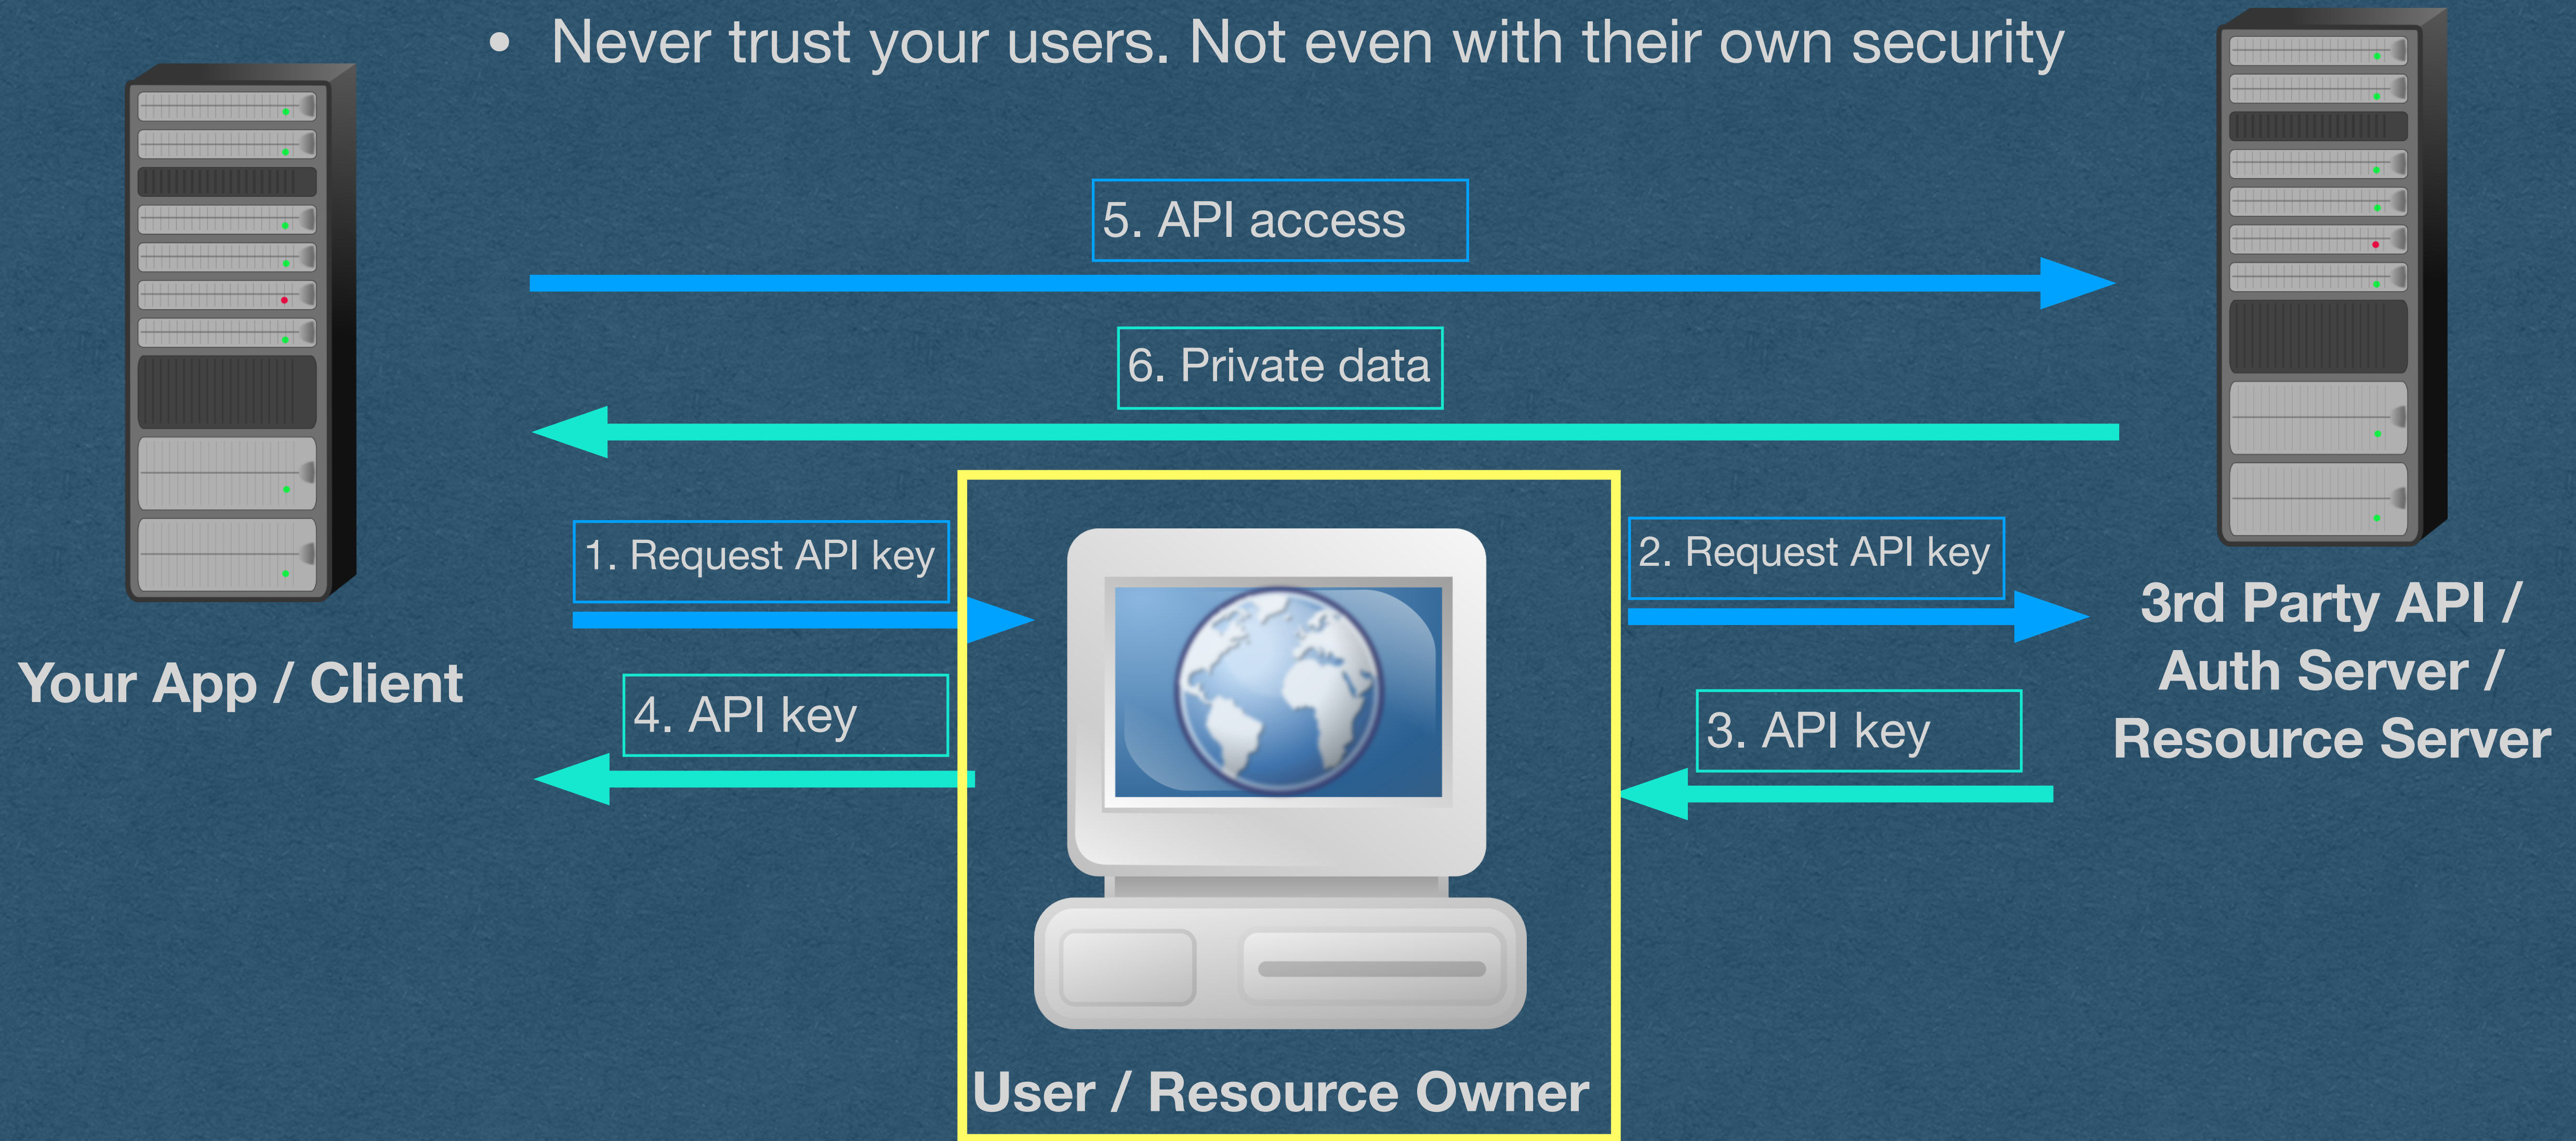 • Never trust your users. Not even with their own security
5. API access
6. Private data
1. Request API key
2. Request API key
4. API key
3. API key
Your App / Client
3rd Party API /
Auth Server /
Resource Server
User / Resource Owner